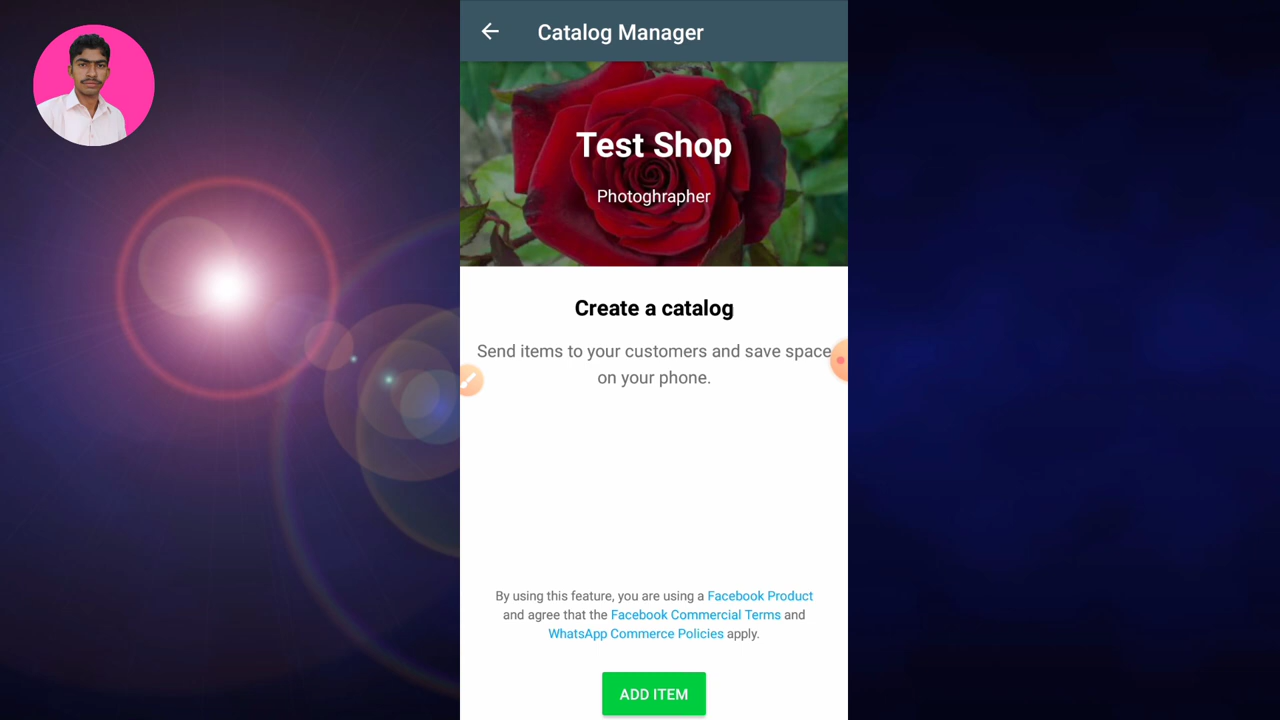 Catalog Manager
Test Shop
Photoghrapher
Create a catalog
Send items to your customers and save space
on your phone.
By using this feature, you are using a Facebook Product
and agree that the Facebook Commercial Terms and
WhatsApp Commerce Policies apply.
ADD ITEM